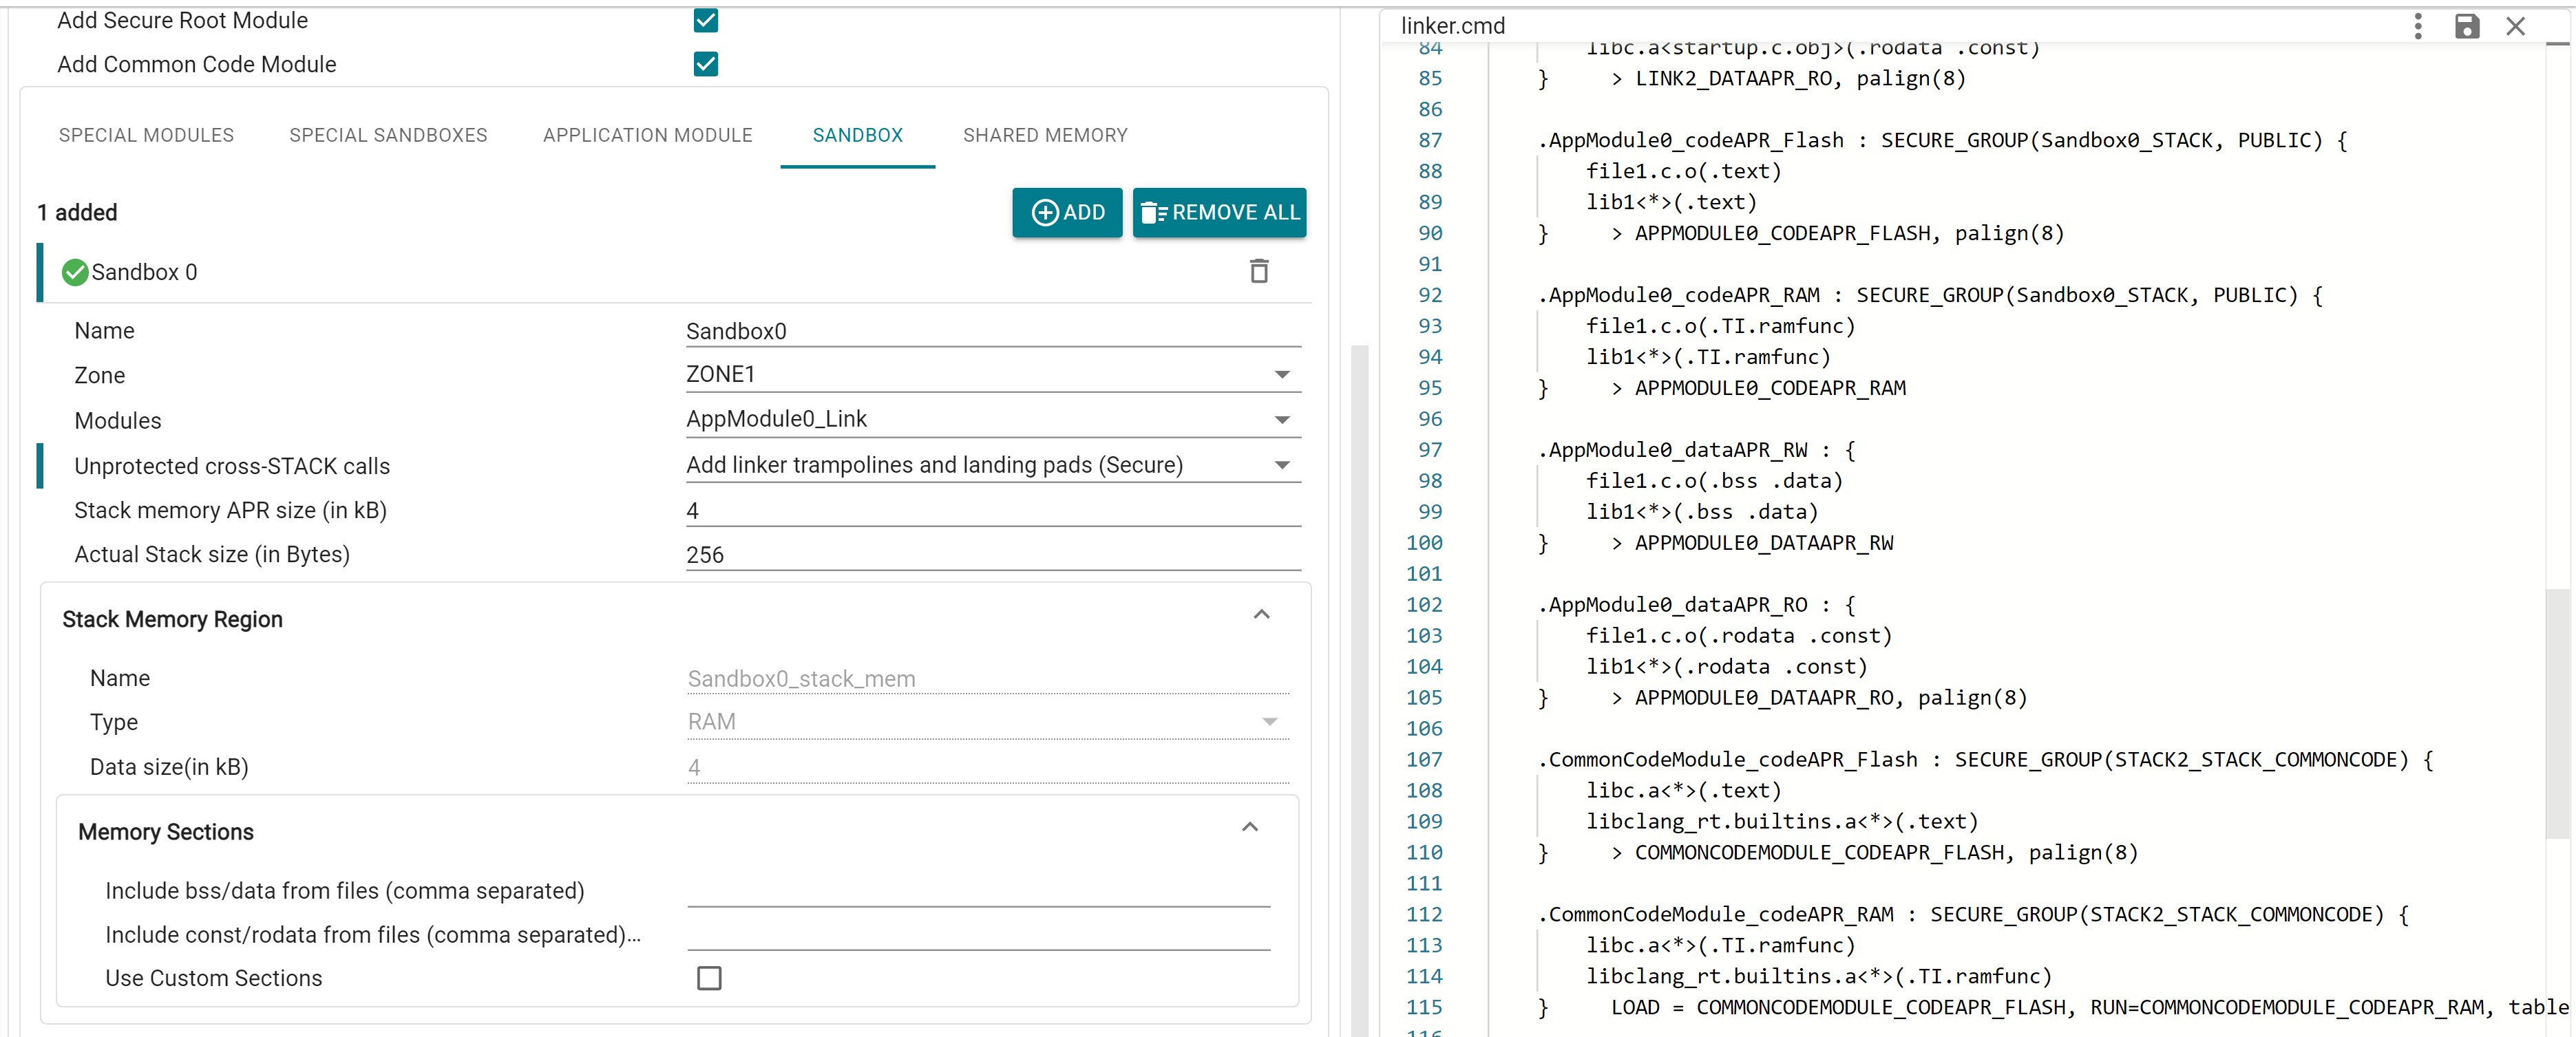 Add Secure Root Module
Add Common Code Module
SPECIAL MODULES SPECIAL SANDBOXES APPLICATION MODULE SANDBOX SHARED MEMORY
1 added
ADD REMOVE ALL
Sandbox 0
Name Sandbox0
Zone ZONE1
Modules AppModule0_Link
Unprotected cross-STACK calls Add linker trampolines and landing pads (Secure)
Stack memory APR size (in kB) 4
Actual Stack size (in Bytes) 256
Stack Memory Region
Name Sandbox0_stack_mem
Type RAM
Data size(in kB) 4
Memory Sections
Include bss/data from files (comma separated)
Include const/rodata from files (comma separated)...
Use Custom Sections
linker.cmd
84 libc.a<startup.c.obj>(.rodata .const)
85 } > LINK2_DATAAPR_RO, palign(8)
86
87 .AppModule0_codeAPR_Flash : SECURE_GROUP(Sandbox0_STACK, PUBLIC) {
88 file1.c.o(.text)
89 lib1<*>(.text)
90 } > APPMODULE0_CODEAPR_FLASH, palign(8)
91
92 .AppModule0_codeAPR_RAM : SECURE_GROUP(Sandbox0_STACK, PUBLIC) {
93 file1.c.o(.TI.ramfunc)
94 lib1<*>(.TI.ramfunc)
95 } > APPMODULE0_CODEAPR_RAM
96
97 .AppModule0_dataAPR_RW : {
98 file1.c.o(.bss .data)
99 lib1<*>(.bss .data)
100 } > APPMODULE0_DATAAPR_RW
101
102 .AppModule0_dataAPR_RO : {
103 file1.c.o(.rodata .const)
104 lib1<*>(.rodata .const)
105 } > APPMODULE0_DATAAPR_RO, palign(8)
106
107 .CommonCodeModule_codeAPR_Flash : SECURE_GROUP(STACK2_STACK_COMMONCODE) {
108 libc.a<*>(.text)
109 libclang_rt.builtins.a<*>(.text)
110 } > COMMONCODEMODULE_CODEAPR_FLASH, palign(8)
111
112 .CommonCodeModule_codeAPR_RAM : SECURE_GROUP(STACK2_STACK_COMMONCODE) {
113 libc.a<*>(.TI.ramfunc)
114 libclang_rt.builtins.a<*>(.TI.ramfunc)
115 } LOAD = COMMONCODEMODULE_CODEAPR_FLASH, RUN=COMMONCODEMODULE_CODEAPR_RAM, table
116